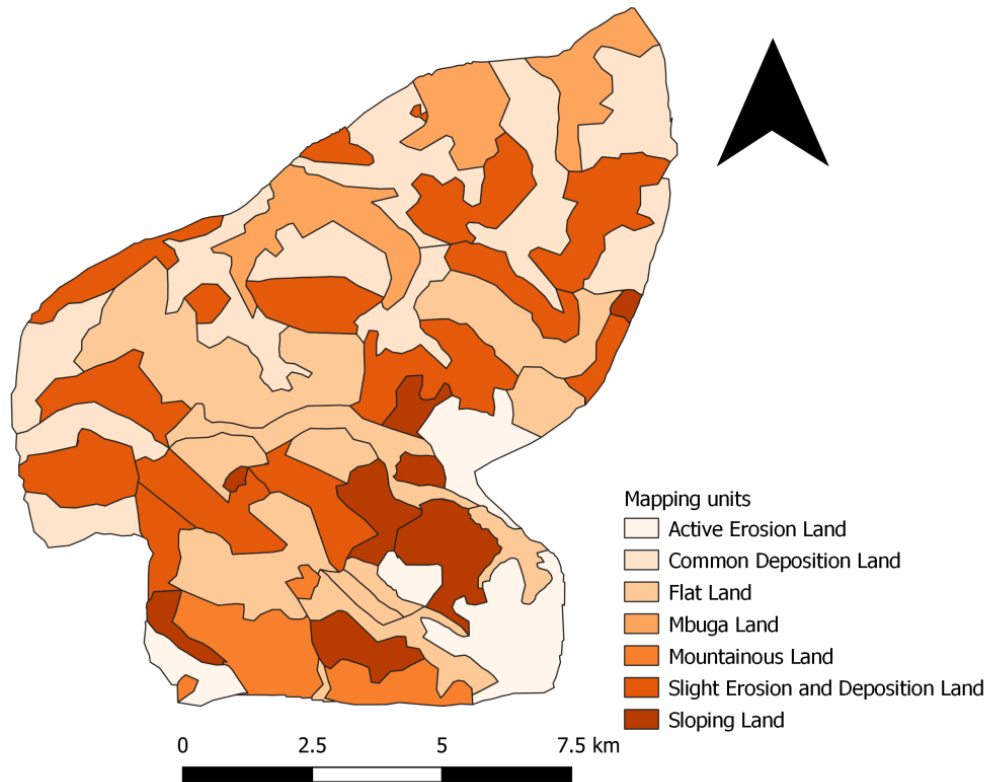 Mapping units
Active Erosion Land
Common Deposition Land
Flat Land
Mbuga Land
Mountainous Land
Slight Erosion and Deposition Land
Sloping Land
0 2.5 5 7.5 km